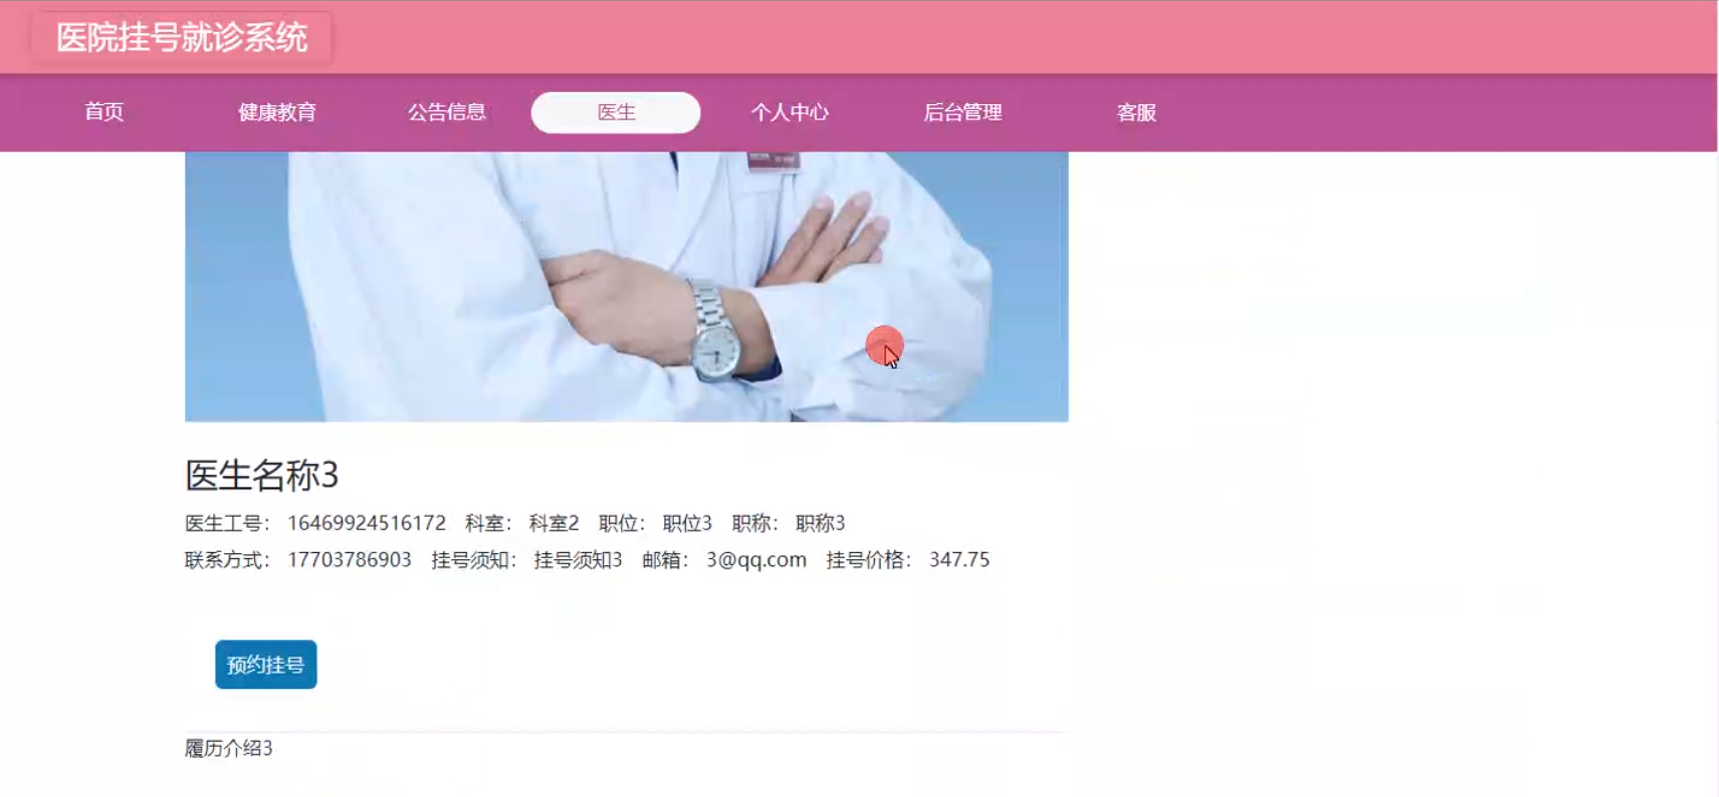 医院挂号就诊系统
首页 健康教育 公告信息 医生 个人中心 后台管理 客服
医生名称3
医生工号： 16469924516172 科室： 科室2 职位： 职位3 职称： 职称3
联系方式： 17703786903 挂号须知： 挂号须知3 邮箱： 3@qq.com 挂号价格： 347.75
预约挂号
履历介绍3